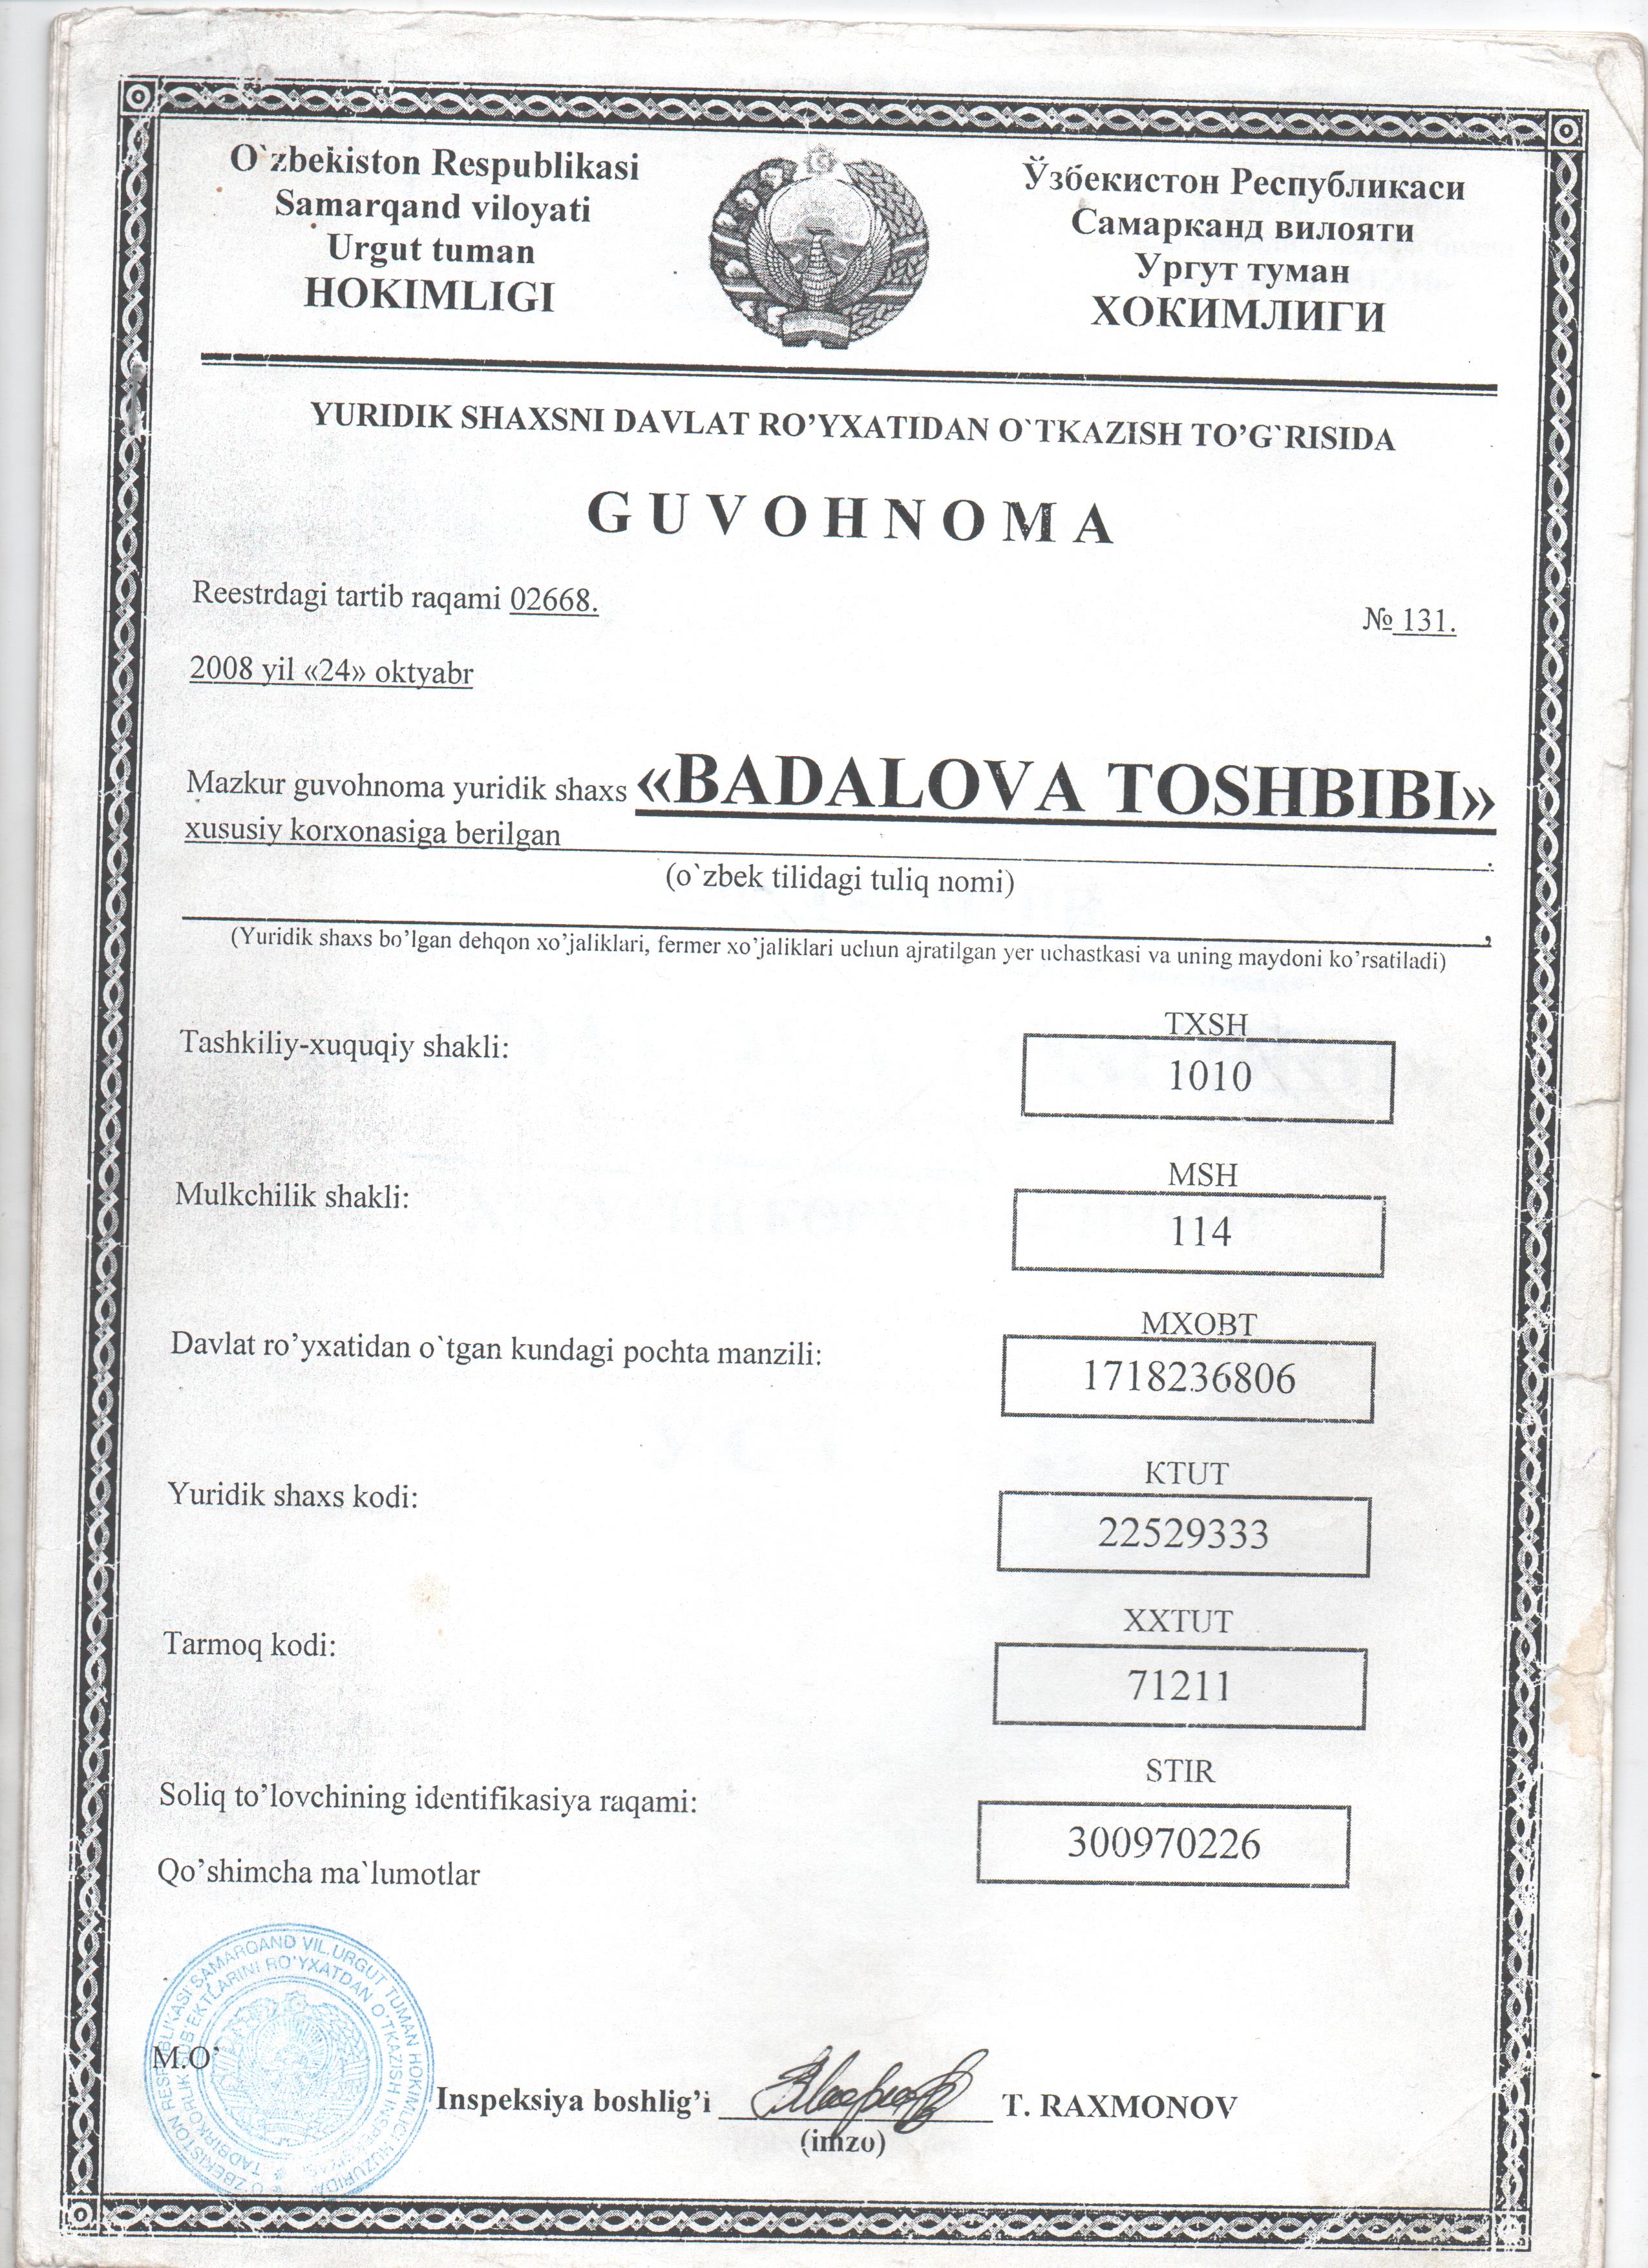 O`zbekiston Respublikasi
Samarqand viloyati
Urgut tuman
HOKIMLIGI
Ўзбекистон Республикаси
Самарканд вилояти
Ургут туман
ХОКИМЛИГИ
YURIDIK SHAXSNI DAVLAT RO’YXATIDAN O`TKAZISH TO’G`RISIDA
GUVOHNOMA
Reestrdagi tartib raqami 02668.
№ 131.
2008 yil «24» oktyabr
Mazkur guvohnoma yuridik shaxs «BADALOVA TOSHBIBI»
xususiy korxonasiga berilgan.
(o`zbek tilidagi tuliq nomi)
,
(Yuridik shaxs bo’lgan dehqon xo’jaliklari, fermer xo’jaliklari uchun ajratilgan yer uchastkasi va uning maydoni ko’rsatiladi)
TXSH
Tashkiliy-xuquqiy shakli:
1010
MSH
Mulkchilik shakli:
114
MXOBT
Davlat ro’yxatidan o`tgan kundagi pochta manzili:
1718236806
KTUT
Yuridik shaxs kodi:
22529333
XXTUT
Tarmoq kodi:
71211
STIR
Soliq to’lovchining identifikasiya raqami:
300970226
Qo’shimcha ma`lumotlar
O'ZBEKISTON RESPUBLIKASI SAMARQAND VIL. URGUT TUMAN HOKIMLIGI HUZURIDAGI
TADBIRKORLIK SUB'EKTLARINI RO'YXATDAN O'TKAZISH
M.O’
Inspeksiya boshlig’i T. RAXMONOV
(imzo)